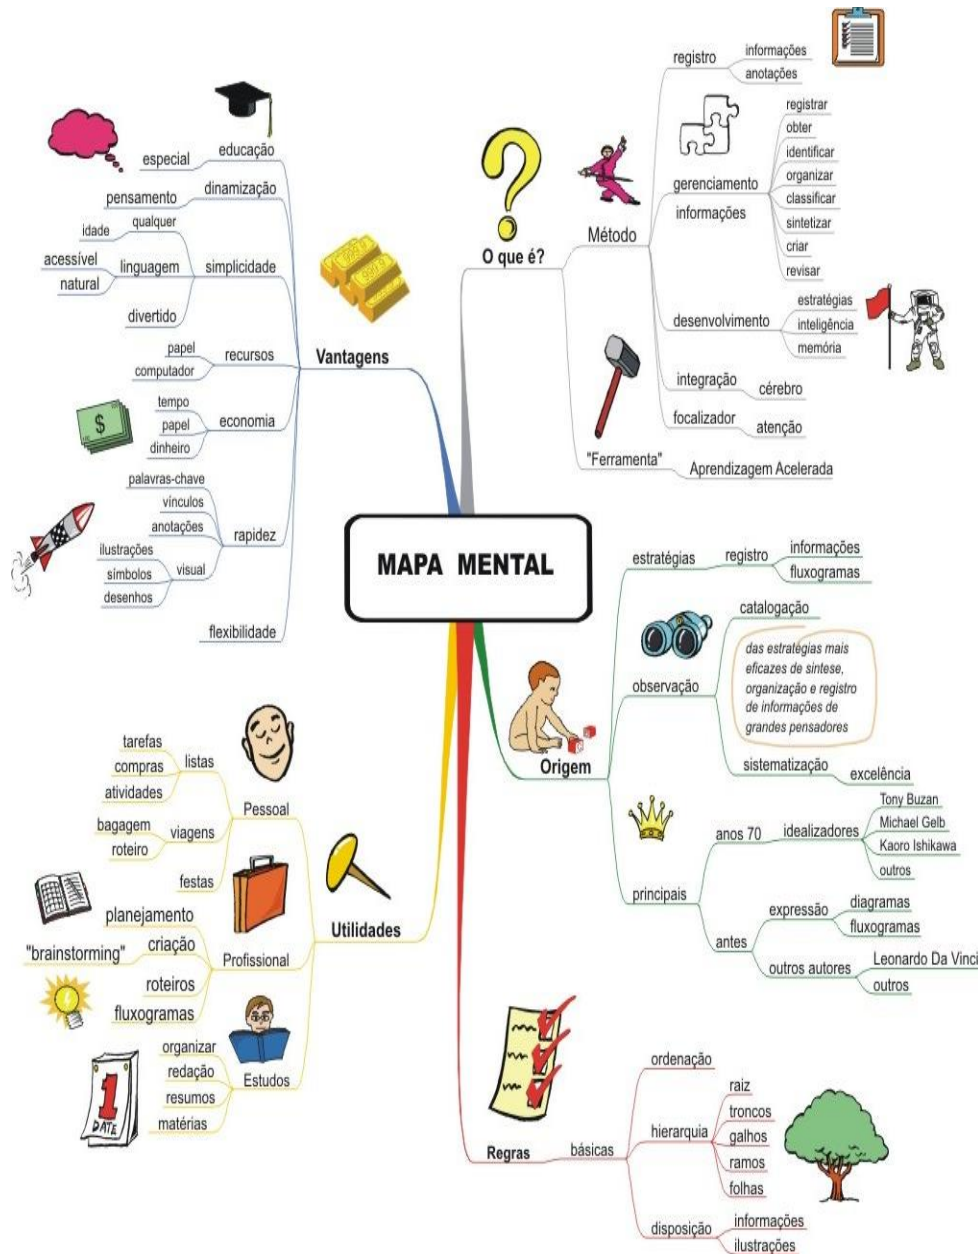 MAPA MENTAL
O que é?
Método
registro
informações
anotações
gerenciamento
informações
registrar
obter
identificar
organizar
classificar
sintetizar
criar
revisar
desenvolvimento
estratégias
inteligência
memória
integração
cérebro
focalizador
atenção
"Ferramenta"
Aprendizagem Acelerada
Origem
estratégias
registro
informações
fluxogramas
observação
catalogação
das estratégias mais
eficazes de sintese,
organização e registro
de informações de
grandes pensadores
sistematização
excelência
principais
anos 70
idealizadores
Tony Buzan
Michael Gelb
Kaoro Ishikawa
outros
antes
expressão
diagramas
fluxogramas
outros autores
Leonardo Da Vinci
outros
Regras
básicas
ordenação
hierarquia
raiz
troncos
galhos
ramos
folhas
disposição
informações
ilustrações
Utilidades
Pessoal
listas
tarefas
compras
atividades
viagens
bagagem
roteiro
festas
Profissional
planejamento
criação
"brainstorming"
roteiros
fluxogramas
Estudos
organizar
redação
resumos
matérias
1
DATE
Vantagens
educação
especial
dinamização
pensamento
simplicidade
qualquer
idade
linguagem
acessível
natural
divertido
recursos
papel
computador
economia
tempo
papel
dinheiro
$
rapidez
palavras-chave
vínculos
anotações
visual
ilustrações
símbolos
desenhos
flexibilidade